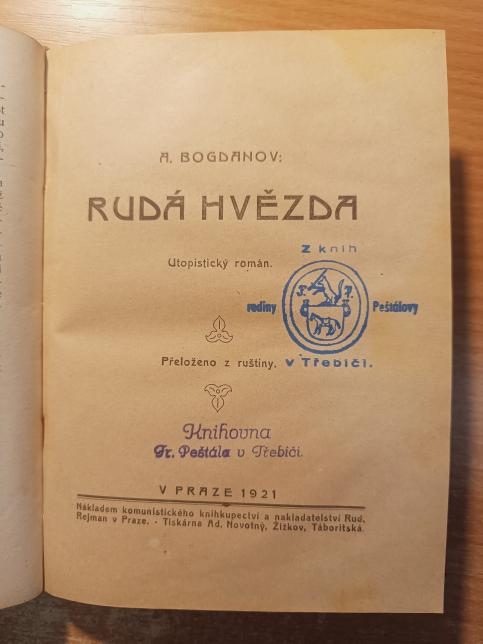 A. BOGDANOV:
RUDÁ HVĚZDA
Utopistický román.
Z knih
rodiny Peštálovy
v Třebíči.
Přeloženo z ruštiny.
Knihovna
Fr. Peštála v Třebíči.
V PRAZE 1921
Nákladem komunistického knihkupectví a nakladatelství Rud.
Rejman v Praze. - Tiskárna Ad. Novotný, Žižkov, Táboritská.